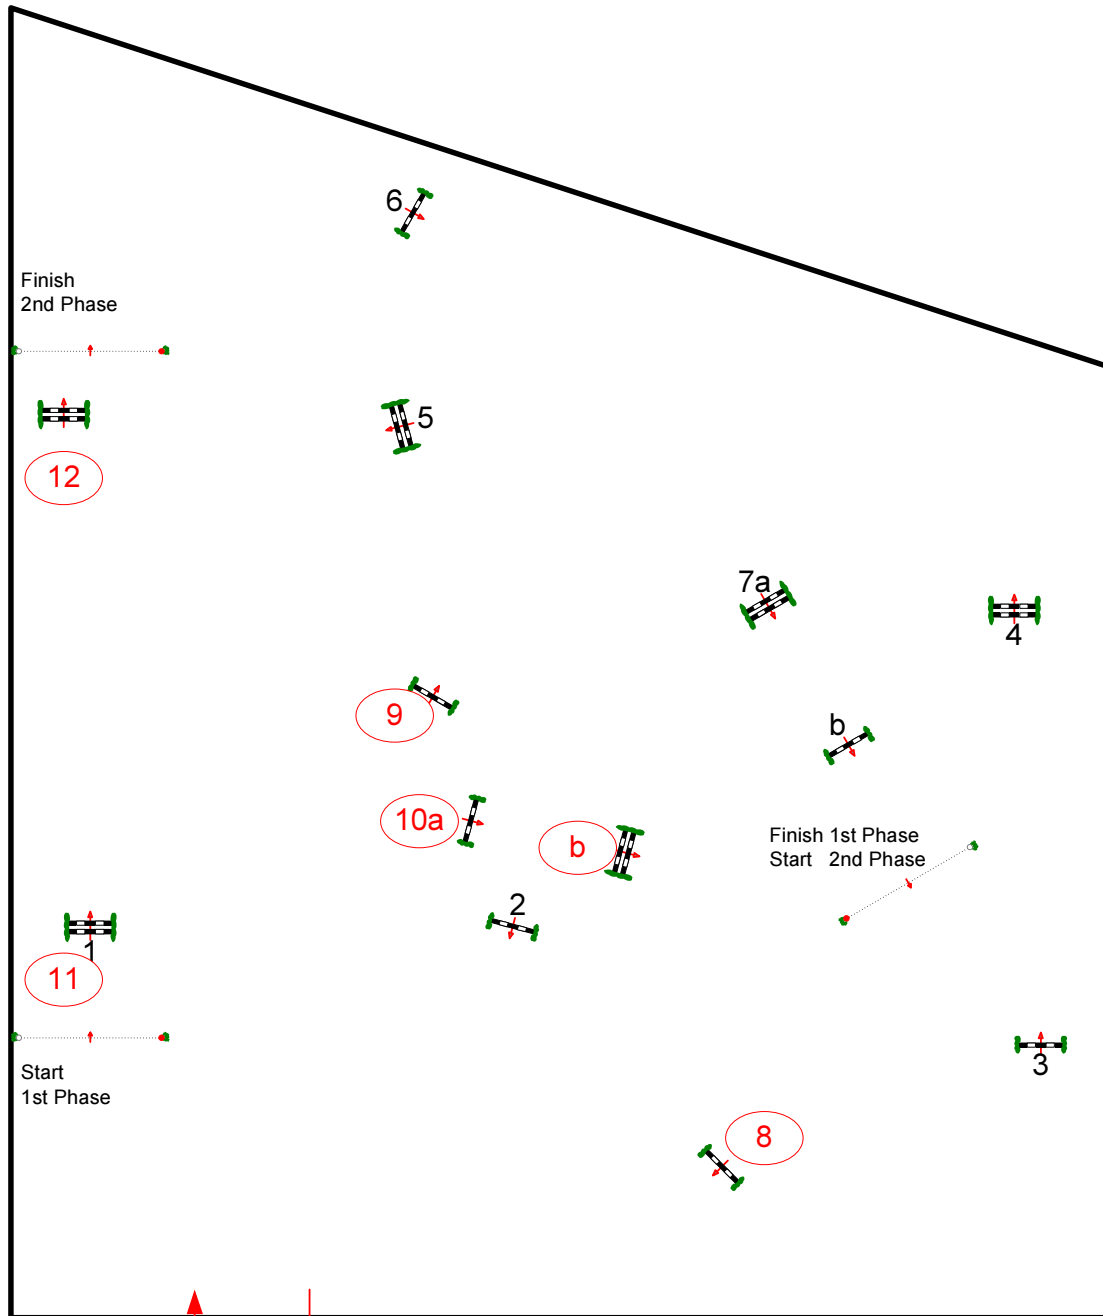 6
Finish
2nd Phase
5
12
7a
4
9
b
10a
b
Finish 1st Phase
Start 2nd Phase
2
1
11
3
Start
1st Phase
8